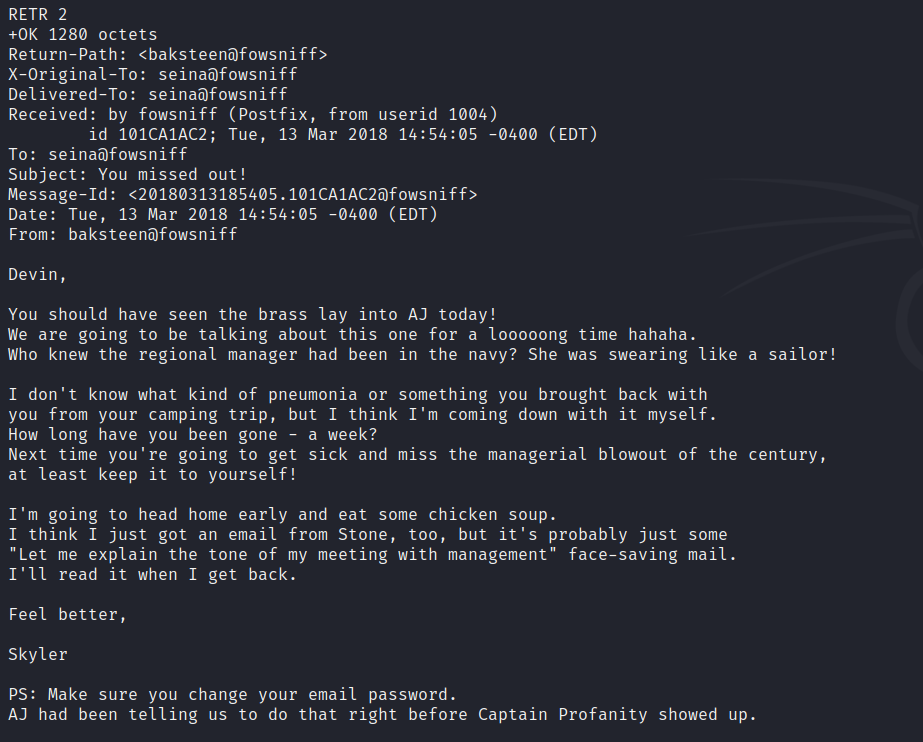 RETR 2
+OK 1280 octets
Return-Path: <baksteen@fowsniff>
X-Original-To: seina@fowsniff
Delivered-To: seina@fowsniff
Received: by fowsniff (Postfix, from userid 1004)
        id 101CA1AC2; Tue, 13 Mar 2018 14:54:05 -0400 (EDT)
To: seina@fowsniff
Subject: You missed out!
Message-Id: <20180313185405.101CA1AC2@fowsniff>
Date: Tue, 13 Mar 2018 14:54:05 -0400 (EDT)
From: baksteen@fowsniff

Devin,

You should have seen the brass lay into AJ today!
We are going to be talking about this one for a looooong time hahaha.
Who knew the regional manager had been in the navy? She was swearing like a sailor!

I don't know what kind of pneumonia or something you brought back with
you from your camping trip, but I think I'm coming down with it myself.
How long have you been gone - a week?
Next time you're going to get sick and miss the managerial blowout of the century,
at least keep it to yourself!

I'm going to head home early and eat some chicken soup.
I think I just got an email from Stone, too, but it's probably just some
"Let me explain the tone of my meeting with management" face-saving mail.
I'll read it when I get back.

Feel better,

Skyler

PS: Make sure you change your email password.
AJ had been telling us to do that right before Captain Profanity showed up.